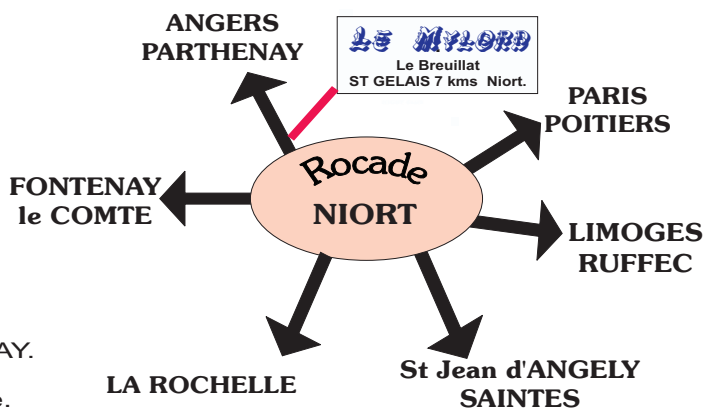 ANGERS
PARTHENAY
Le Mylord
Le Breuillat
ST GELAIS 7 kms Niort.
PARIS
POITIERS
Rocade
NIORT
FONTENAY
le COMTE
LIMOGES
RUFFEC
AY.
LA ROCHELLE
St Jean d'ANGELY
SAINTES
e.